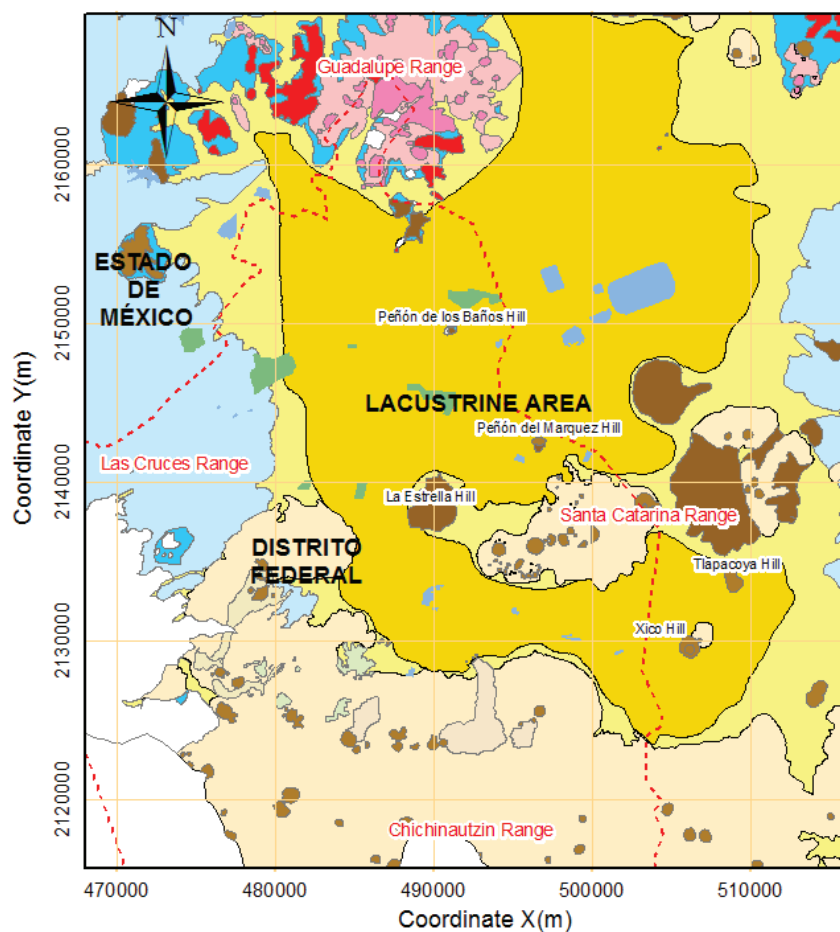 N
Guadalupe Range
2160000
ESTADO
DE
MÉXICO
2150000
Peñón de los Baños Hill
LACUSTRINE AREA
Peñón del Marquez Hill
Las Cruces Range
2140000
La Estrella Hill
Santa Catarina Range
DISTRITO
FEDERAL
Tlapacoya Hill
2130000
Xico Hill
2120000
Chichinautzin Range
Coordinate Y(m)
470000 480000 490000 500000 510000
Coordinate X(m)